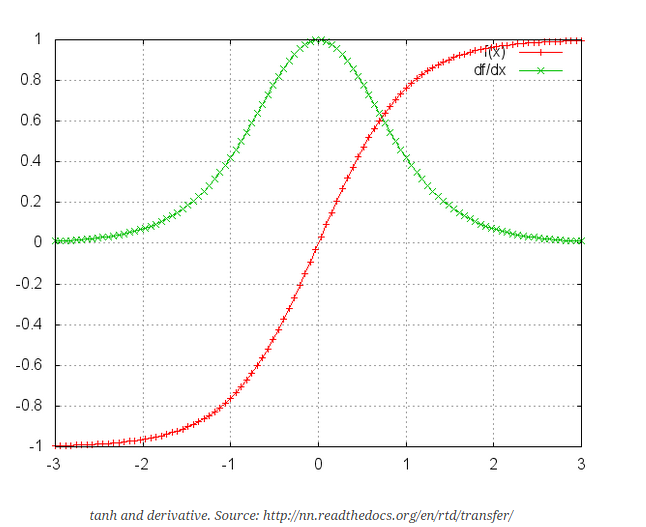 1
0.8
0.6
0.4
0.2
0
-0.2
-0.4
-0.6
-0.8
-1
-3 -2 -1 0 1 2 3
f(x)
df/dx
tanh and derivative. Source: http://nn.readthedocs.org/en/rtd/transfer/